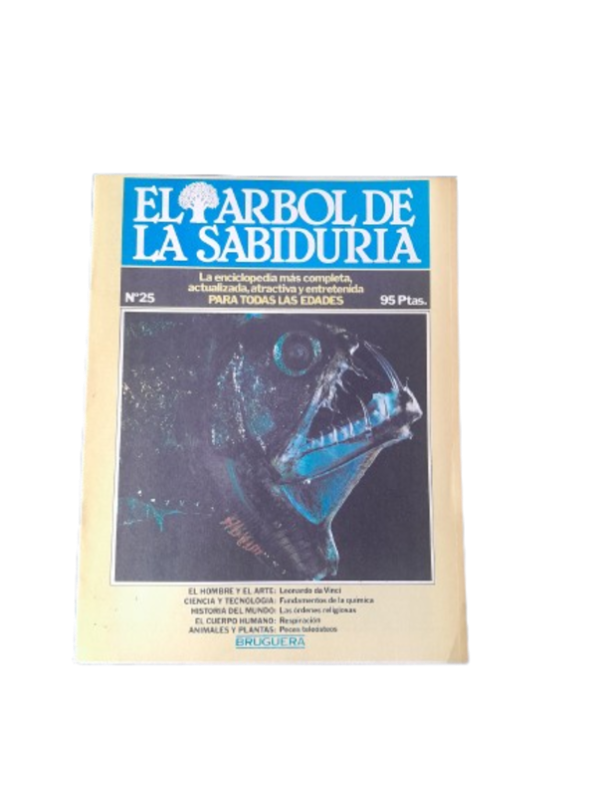 EL ARBOL DE
LA SABIDURIA
La enciclopedia más completa,
actualizada, atractiva y entretenida
PARA TODAS LAS EDADES
Nº25
95 Ptas.
EL HOMBRE Y EL ARTE: Leonardo da Vinci
CIENCIA Y TECNOLOGIA: Fundamentos de la química
HISTORIA DEL MUNDO: Las órdenes religiosas
EL CUERPO HUMANO: Respiración
ANIMALES Y PLANTAS: Peces teleósteos
BRUGUERA